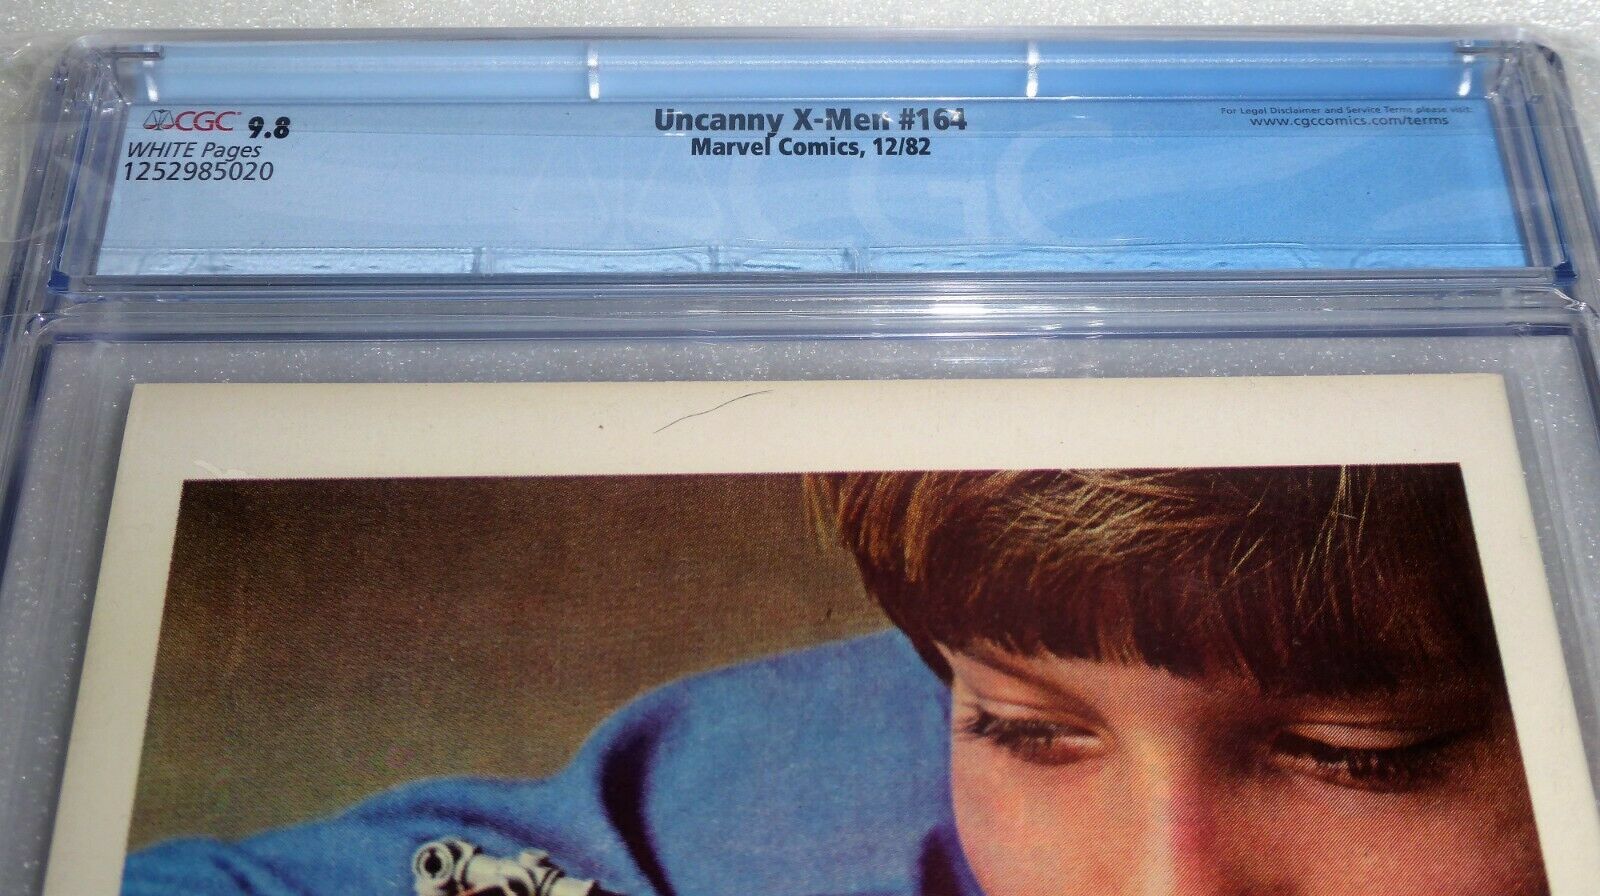 CGC 9.8
WHITE Pages
1252985020
Uncanny X-Men #164
Marvel Comics, 12/82
For Legal Disclaimer and Service Terms please visit:
www.cgccomics.com/terms
CGC